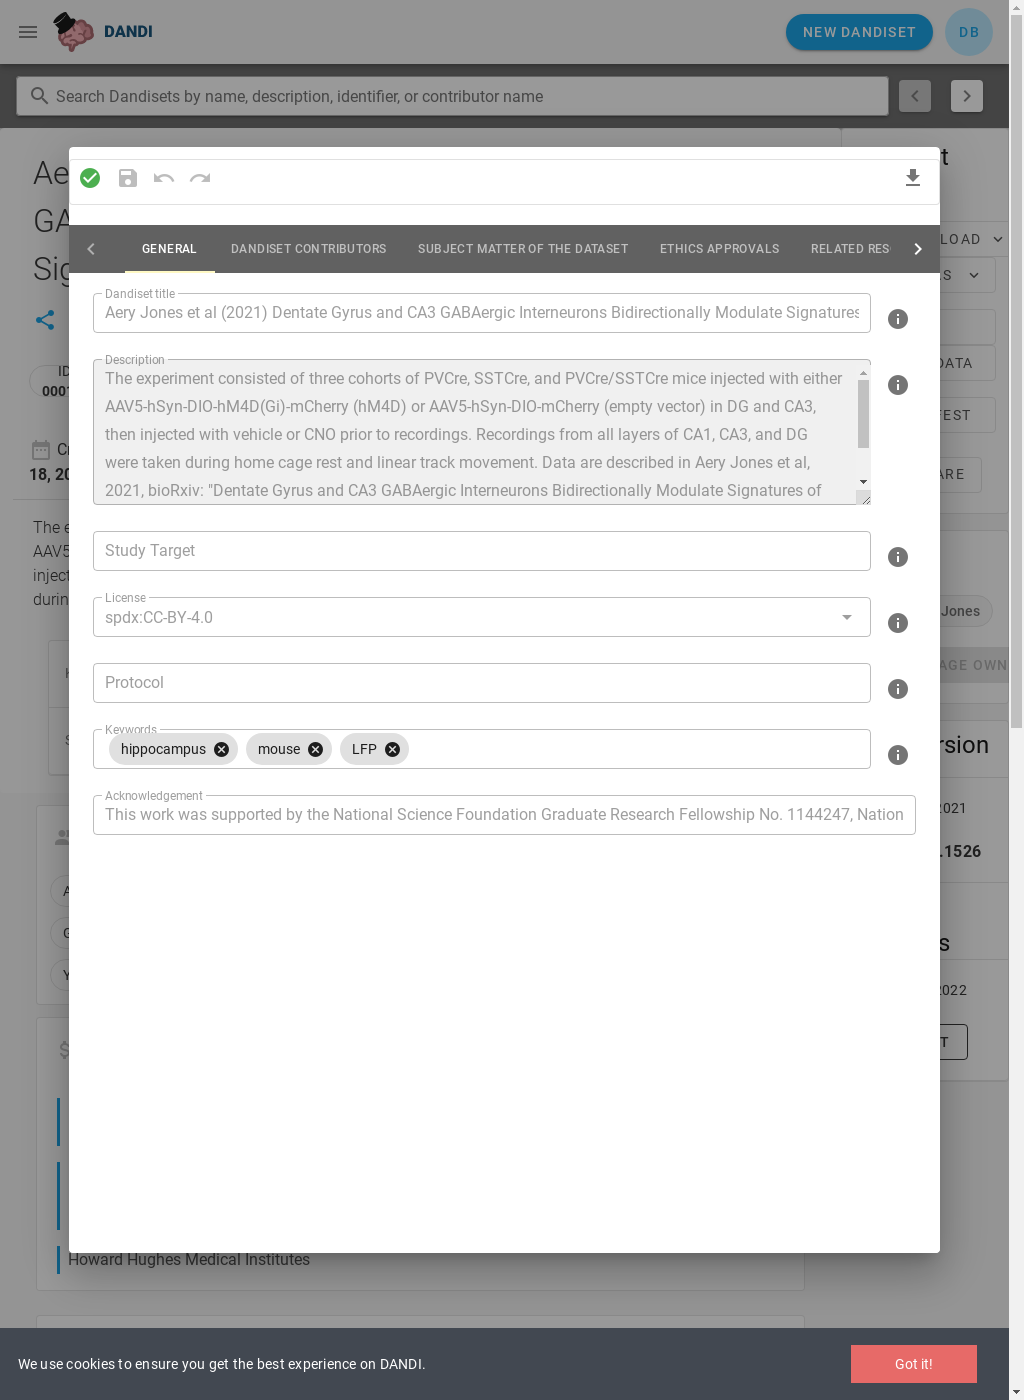 DANDI
NEW DANDISET
DB
Search Dandisets by name, description, identifier, or contributor name
Ae
GA
Sig
ID
0001
18, 20
The e
AAV5
inject
durin
GENERAL
DANDISET CONTRIBUTORS
SUBJECT MATTER OF THE DATASET
ETHICS APPROVALS
RELATED RES
Dandiset title
Aery Jones et al (2021) Dentate Gyrus and CA3 GABAergic Interneurons Bidirectionally Modulate Signatures
Description
The experiment consisted of three cohorts of PVCre, SSTCre, and PVCre/SSTCre mice injected with either
AAV5-hSyn-DIO-hM4D(Gi)-mCherry (hM4D) or AAV5-hSyn-DIO-mCherry (empty vector) in DG and CA3,
then injected with vehicle or CNO prior to recordings. Recordings from all layers of CA1, CA3, and DG
were taken during home cage rest and linear track movement. Data are described in Aery Jones et al,
2021, bioRxiv: "Dentate Gyrus and CA3 GABAergic Interneurons Bidirectionally Modulate Signatures of
Study Target
License
spdx:CC-BY-4.0
Protocol
Keywords
hippocampus
mouse
LFP
Acknowledgement
This work was supported by the National Science Foundation Graduate Research Fellowship No. 1144247, Nation
t
LOAD
S
DATA
FEST
ARE
Jones
AGE OWN
rsion
2021
.1526
s
2022
T
Howard Hughes Medical Institutes
We use cookies to ensure you get the best experience on DANDI.
Got it!